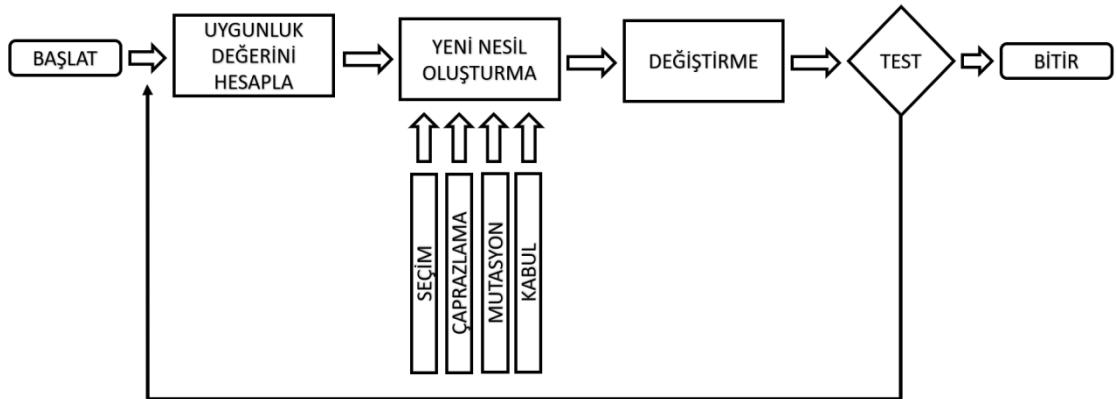 BAŞLAT
UYGUNLUK
DEĞERİNİ
HESAPLA
YENİ NESİL
OLUŞTURMA
DEĞİŞTİRME
TEST
BİTİR
SEÇİM
ÇAPRAZLAMA
MUTASYON
KABUL